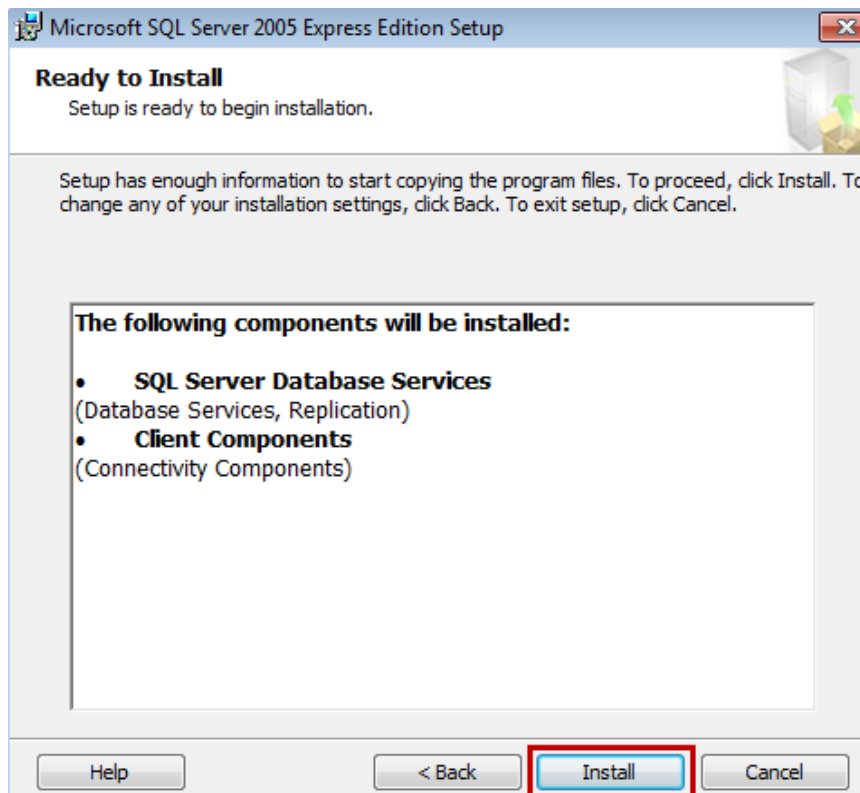 Microsoft SQL Server 2005 Express Edition Setup
Ready to Install
Setup is ready to begin installation.
Setup has enough information to start copying the program files. To proceed, click Install. To
change any of your installation settings, click Back. To exit setup, click Cancel.
The following components will be installed:
• SQL Server Database Services
(Database Services, Replication)
• Client Components
(Connectivity Components)
Help < Back Install Cancel